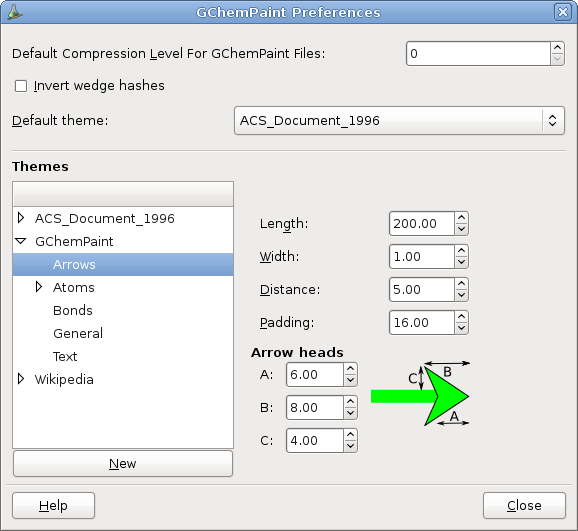 GChemPaint Preferences
Default Compression Level For GChemPaint Files: 0
Invert wedge hashes
Default theme: ACS_Document_1996
Themes
ACS_Document_1996
GChemPaint
Arrows
Atoms
Bonds
General
Text
Wikipedia
New
Length: 200.00
Width: 1.00
Distance: 5.00
Padding: 16.00
Arrow heads
A: 6.00
B: 8.00
C: 4.00
B
C
A
Help
Close